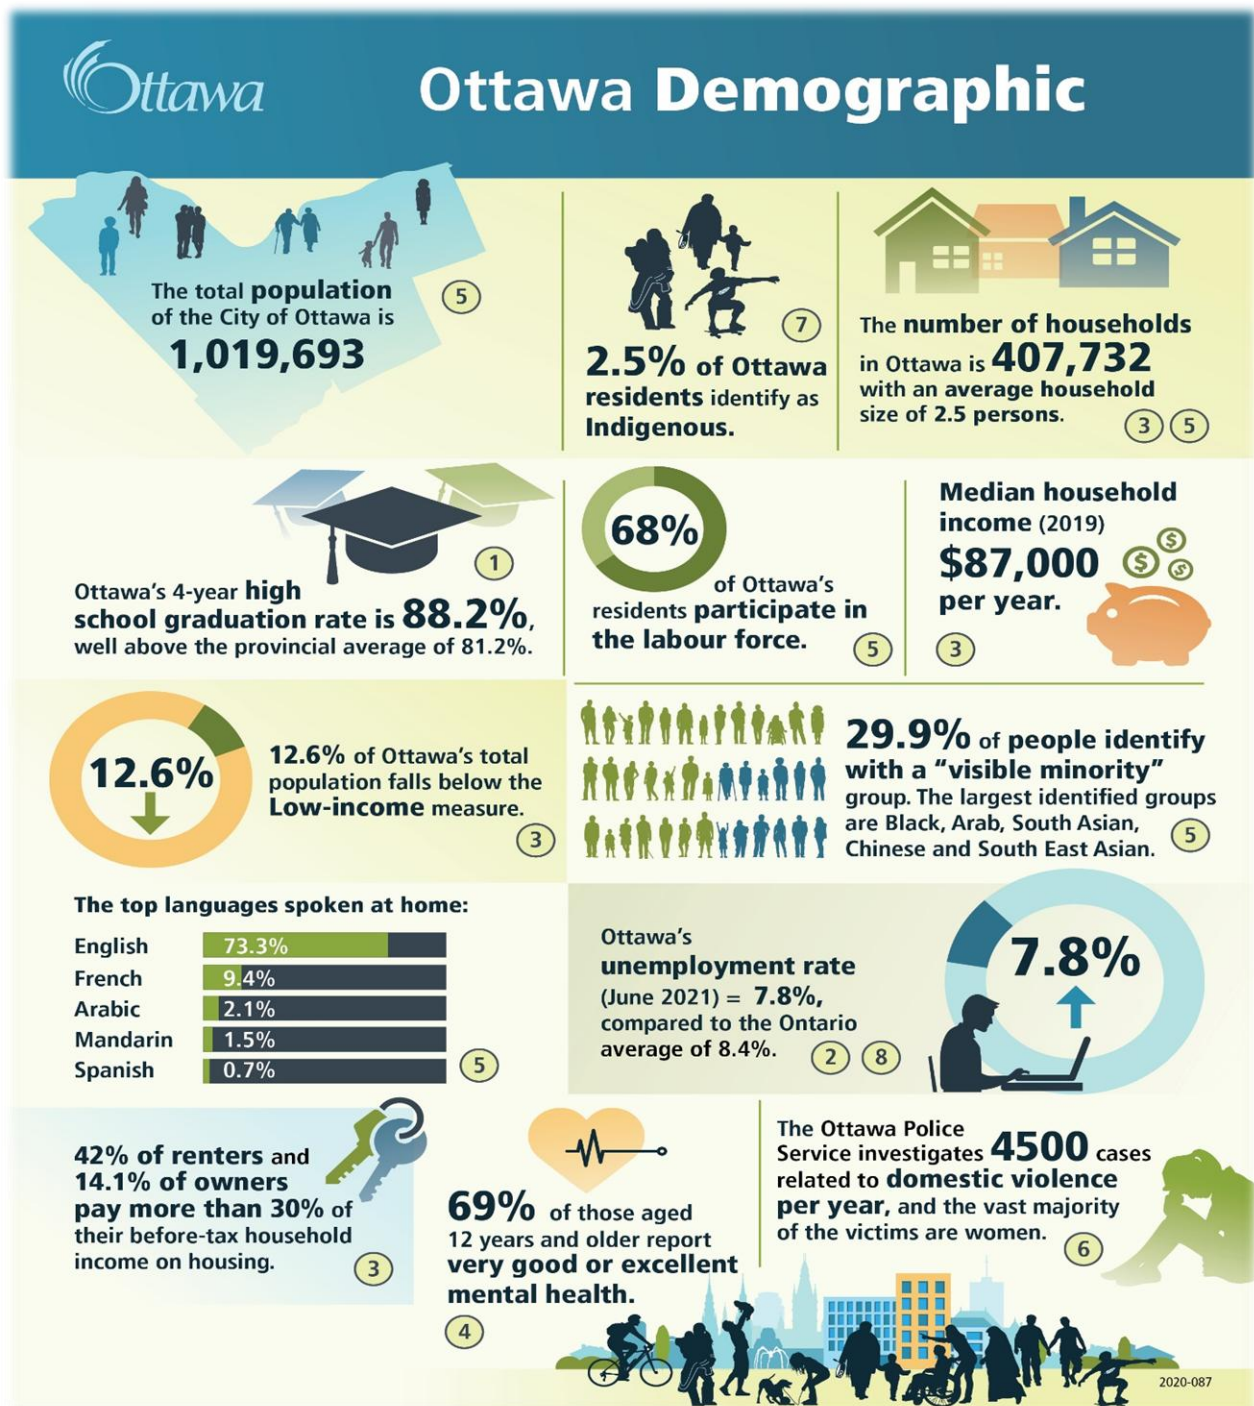 Ottawa
Ottawa Demographic
The total population
of the City of Ottawa is
1,019,693
5
7
2.5% of Ottawa
residents identify as
Indigenous.
The number of households
in Ottawa is 407,732
with an average household
size of 2.5 persons.
3 5
1
Ottawa's 4-year high
school graduation rate is 88.2%,
well above the provincial average of 81.2%.
68%
of Ottawa's
residents participate in
the labour force.
5
Median household
income (2019)
$87,000
per year.
$ $ $
3
12.6%
12.6% of Ottawa's total
population falls below the
Low-income measure.
3
29.9% of people identify
with a "visible minority"
group. The largest identified groups
are Black, Arab, South Asian,
Chinese and South East Asian.
5
The top languages spoken at home:
English 73.3%
French 9.4%
Arabic 2.1%
Mandarin 1.5%
Spanish 0.7%
5
Ottawa's
unemployment rate
(June 2021) = 7.8%,
compared to the Ontario
average of 8.4%.
2 8
7.8%
42% of renters and
14.1% of owners
pay more than 30% of
their before-tax household
income on housing.
3
69% of those aged
12 years and older report
very good or excellent
mental health.
4
The Ottawa Police
Service investigates 4500 cases
related to domestic violence
per year, and the vast majority
of the victims are women.
6
2020-087